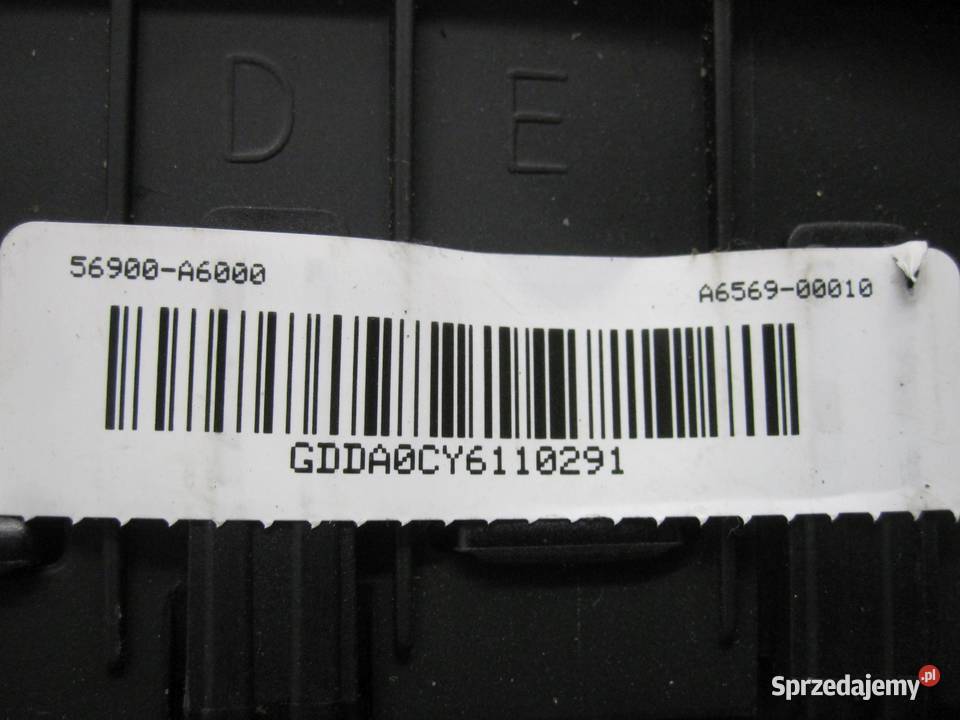 D E
56900-A6000
A6569-00010
GDDA0CY6110291
Sprzedajemy.pl